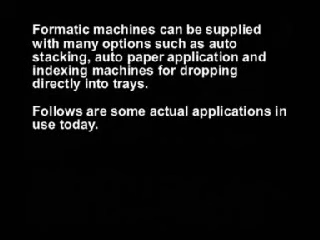 Formatic machines can be supplied
with many options such as auto
stacking, auto paper application and
indexing machines for dropping
directly into trays.
Follows are some actual applications in
use today.